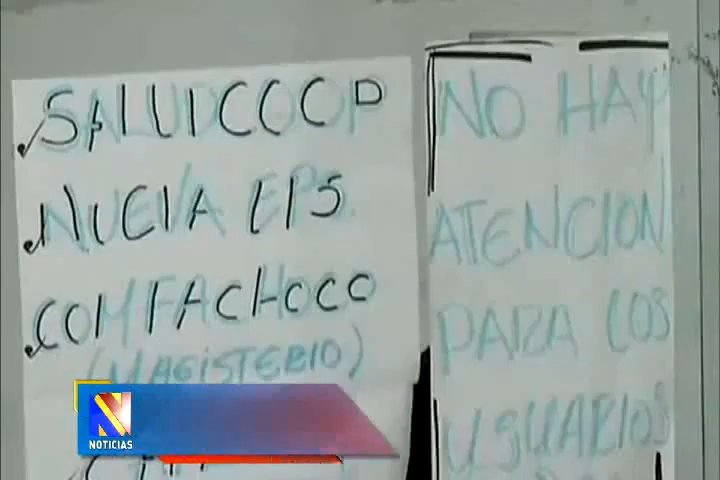 SALUDCOOP
NUEVA EPS.
COMFACHOCO
(MAGISTERIO)
NO HAY
ATENCION
PARA LOS
USUARIOS
N
NOTICIAS